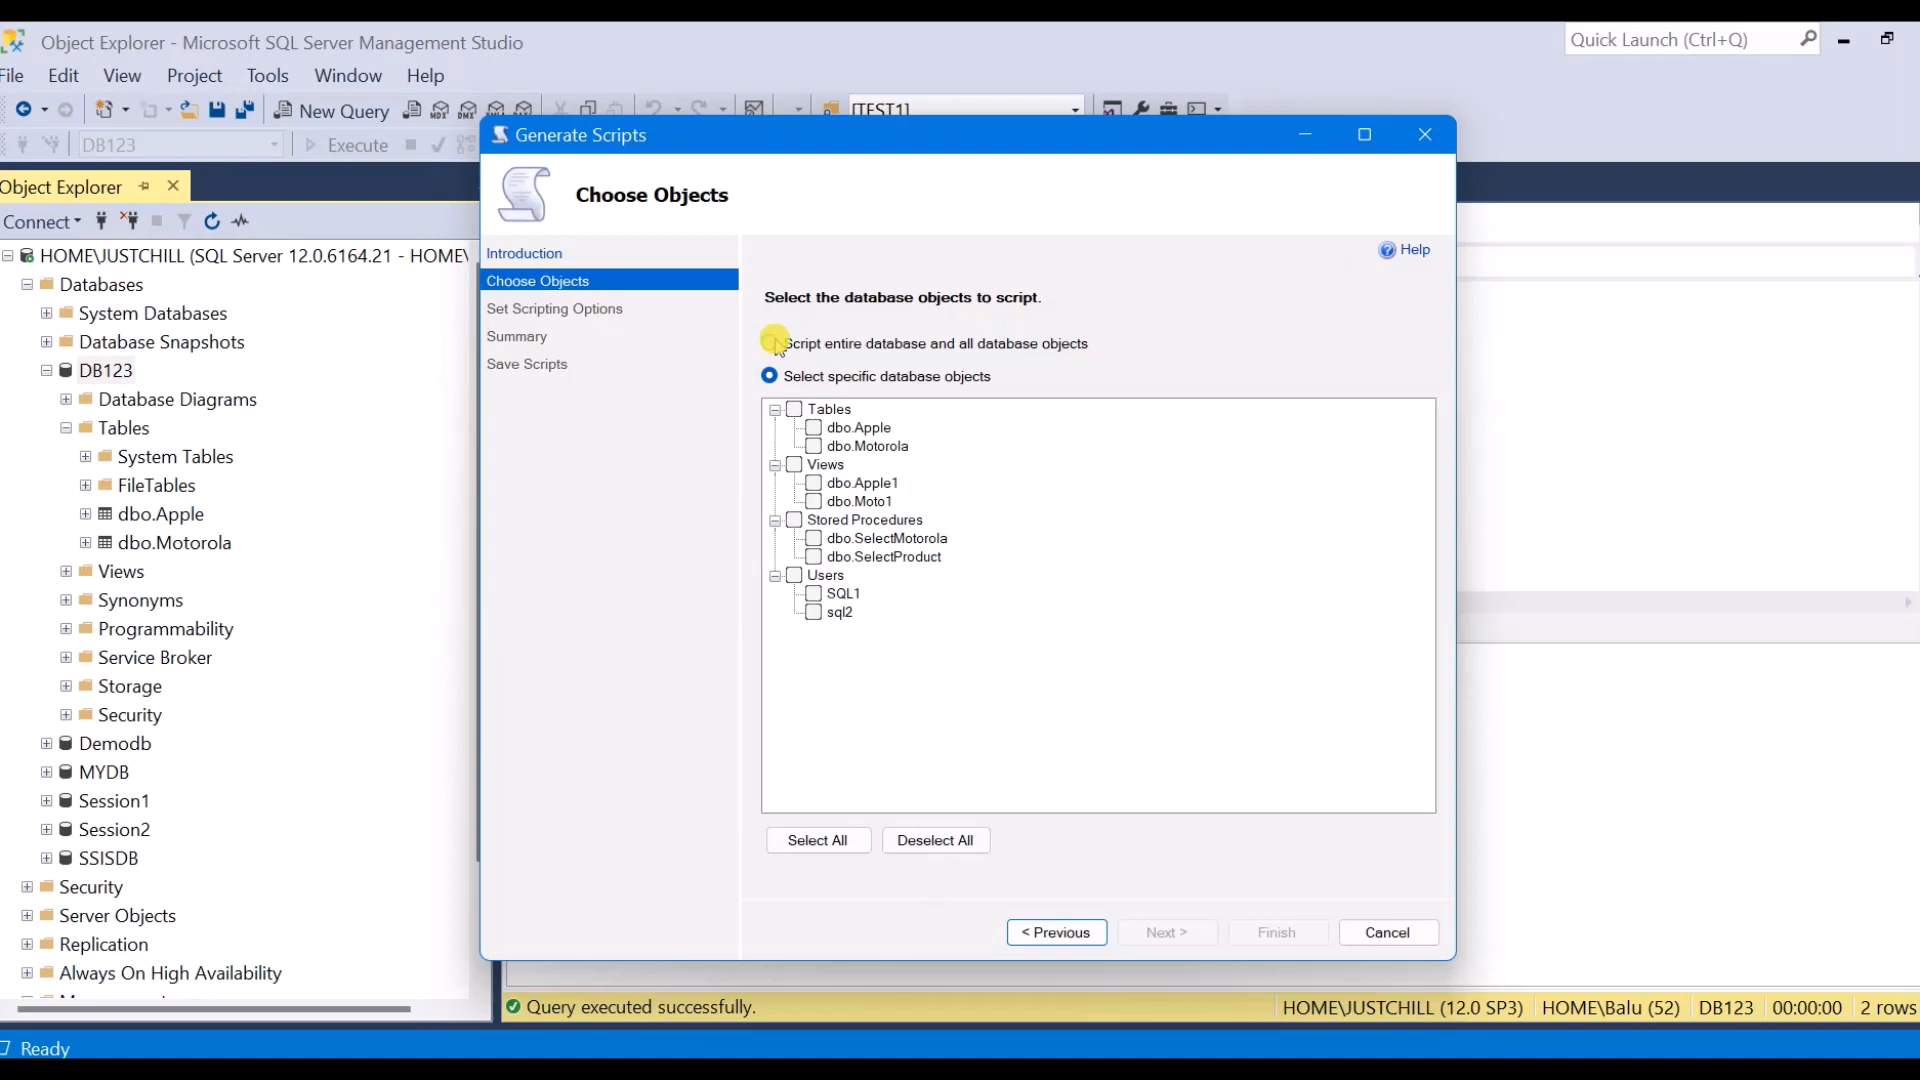 Object Explorer - Microsoft SQL Server Management Studio
Quick Launch (Ctrl+Q)
File Edit View Project Tools Window Help
New Query
[TEST1]
DB123
Execute
Object Explorer
Connect
HOME\JUSTCHILL (SQL Server 12.0.6164.21 - HOME\
Databases
System Databases
Database Snapshots
DB123
Database Diagrams
Tables
System Tables
FileTables
dbo.Apple
dbo.Motorola
Views
Synonyms
Programmability
Service Broker
Storage
Security
Demodb
MYDB
Session1
Session2
SSISDB
Security
Server Objects
Replication
Always On High Availability
Generate Scripts
Choose Objects
Introduction
Choose Objects
Set Scripting Options
Summary
Save Scripts
Help
Select the database objects to script.
Script entire database and all database objects
Select specific database objects
Tables
dbo.Apple
dbo.Motorola
Views
dbo.Apple1
dbo.Moto1
Stored Procedures
dbo.SelectMotorola
dbo.SelectProduct
Users
SQL1
sql2
Select All
Deselect All
< Previous
Next >
Finish
Cancel
Query executed successfully.
HOME\JUSTCHILL (12.0 SP3)
HOME\Balu (52)
DB123
00:00:00
2 rows
Ready